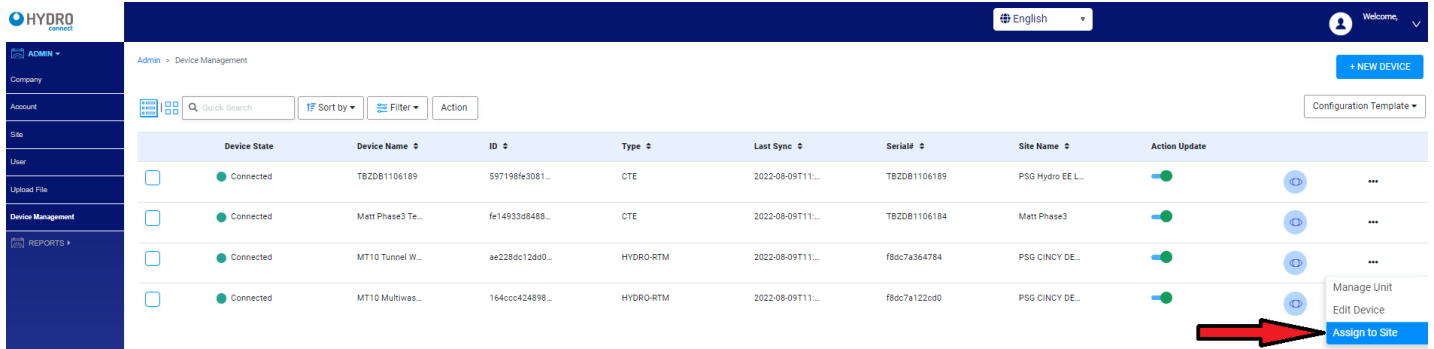 HYDRO
connect
English
Welcome,
ADMIN
Company
Account
Site
User
Upload File
Device Management
REPORTS
Admin > Device Management
+ NEW DEVICE
Quick Search
Sort by
Filter
Action
Configuration Template
Device State Device Name ID Type Last Sync Serial# Site Name Action Update
Connected TBZDB1106189 597198fe3081... CTE 2022-08-09T11:... TBZDB1106189 PSG Hydro EE L...
Connected Matt Phase3 Te... fe14933d8488... CTE 2022-08-09T11:... TBZDB1106184 Matt Phase3
Connected MT10 Tunnel W... ae228dc12dd0... HYDRO-RTM 2022-08-09T11:... f8dc7a364784 PSG CINCY DE...
Connected MT10 Multiwas... 164ccc424898... HYDRO-RTM 2022-08-09T11:... f8dc7a122cd0 PSG CINCY DE...
Manage Unit
Edit Device
Assign to Site